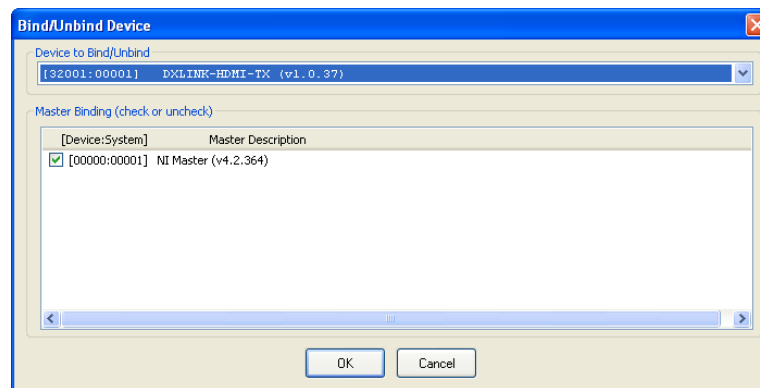 Bind/Unbind Device
Device to Bind/Unbind
[32001:00001] DXLINK-HDMI-TX (v1.0.37)
Master Binding (check or uncheck)
[Device:System] Master Description
[00000:00001] NI Master (v4.2.364)
OK Cancel